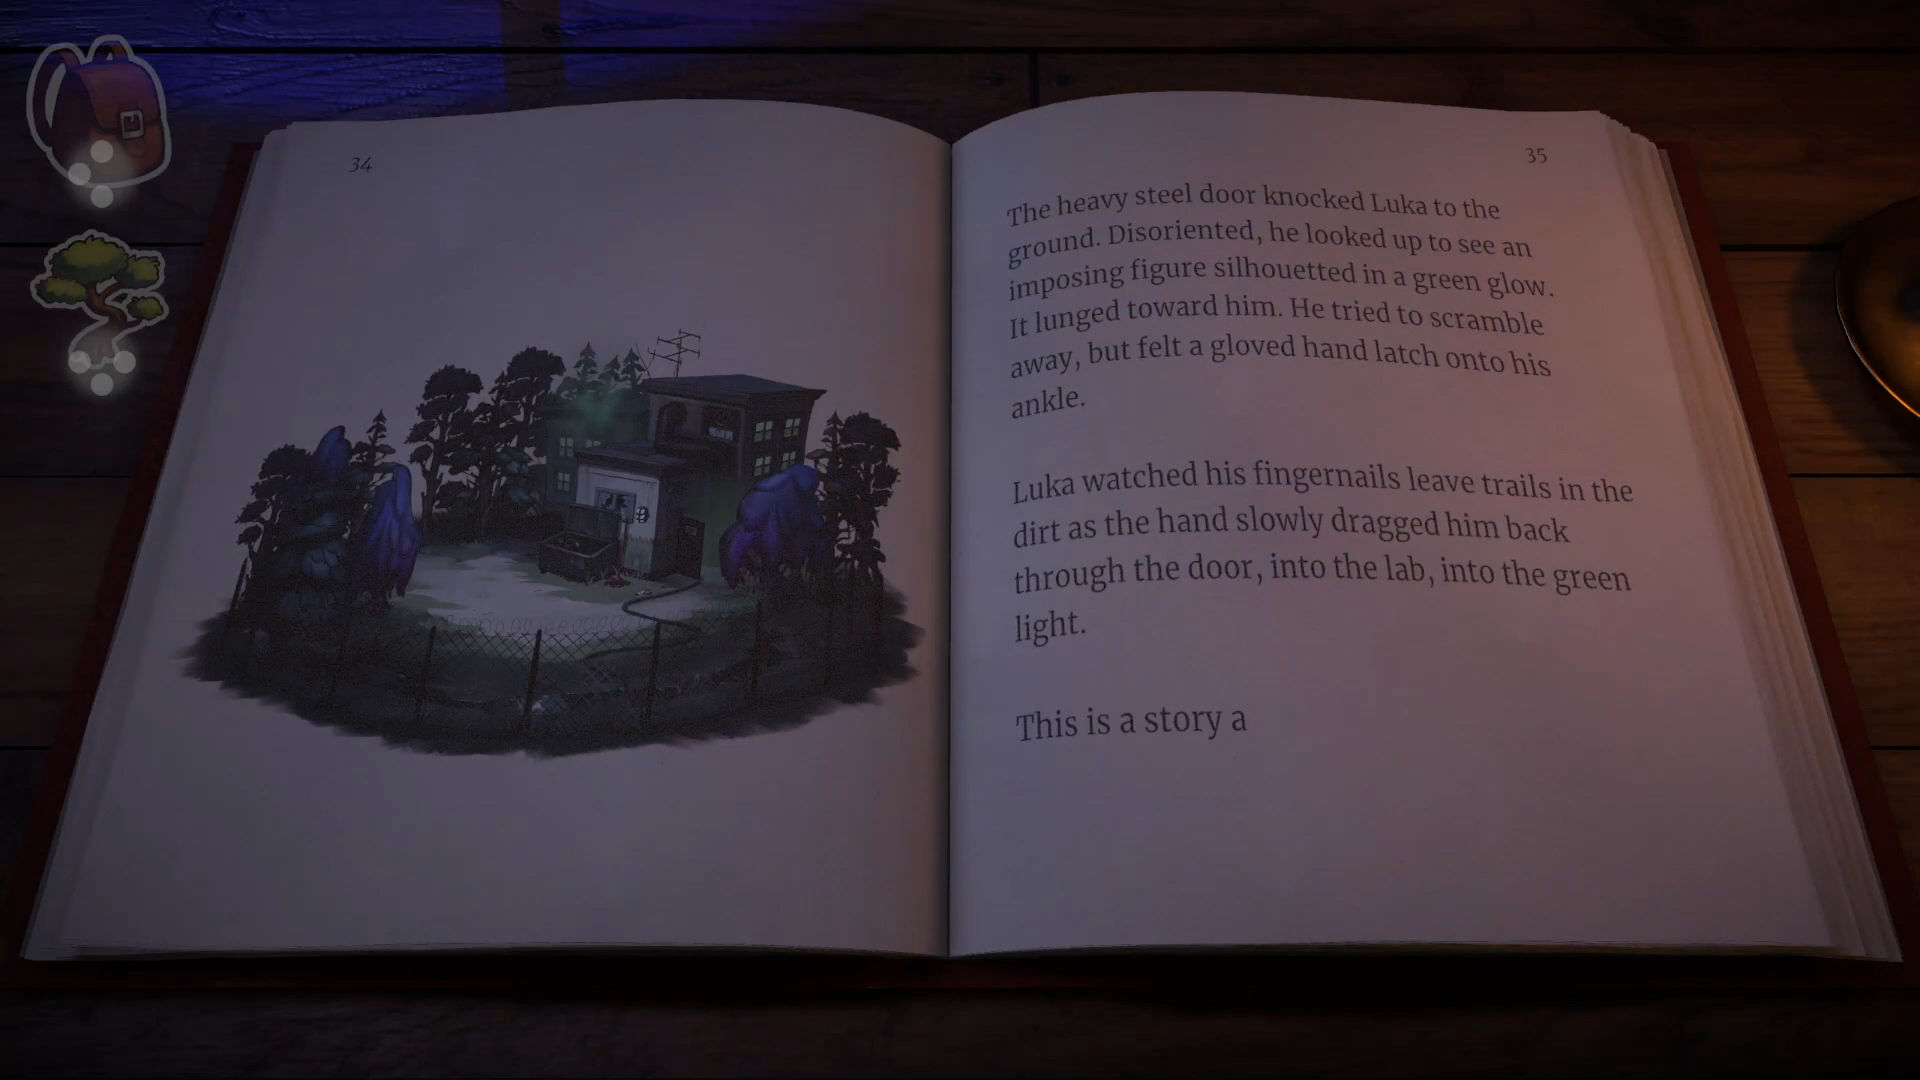 34
35
The heavy steel door knocked Luka to the
ground. Disoriented, he looked up to see an
imposing figure silhouetted in a green glow.
It lunged toward him. He tried to scramble
away, but felt a gloved hand latch onto his
ankle.
Luka watched his fingernails leave trails in the
dirt as the hand slowly dragged him back
through the door, into the lab, into the green
light.
This is a story a